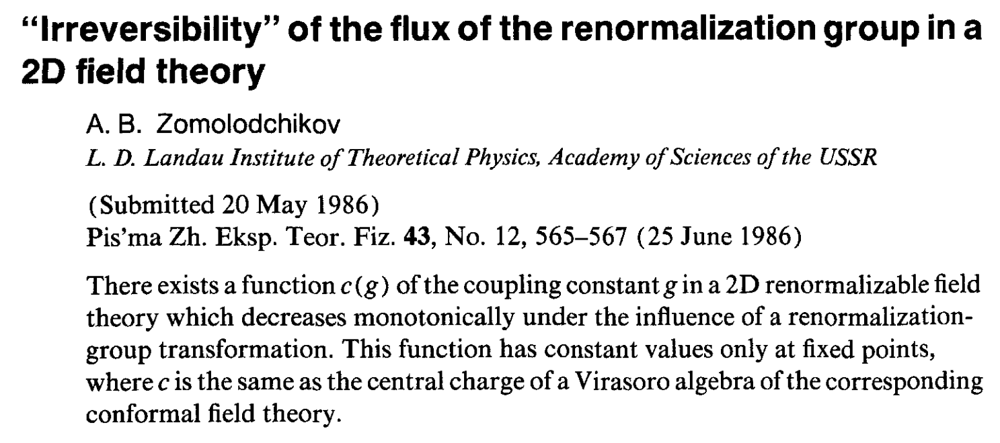 “Irreversibility” of the flux of the renormalization group in a
2D field theory
A. B. Zomolodchikov
L. D. Landau Institute of Theoretical Physics, Academy of Sciences of the USSR
(Submitted 20 May 1986)
Pis’ma Zh. Eksp. Teor. Fiz. 43, No. 12, 565–567 (25 June 1986)
There exists a function c(g) of the coupling constant g in a 2D renormalizable field
theory which decreases monotonically under the influence of a renormalization-
group transformation. This function has constant values only at fixed points,
where c is the same as the central charge of a Virasoro algebra of the corresponding
conformal field theory.